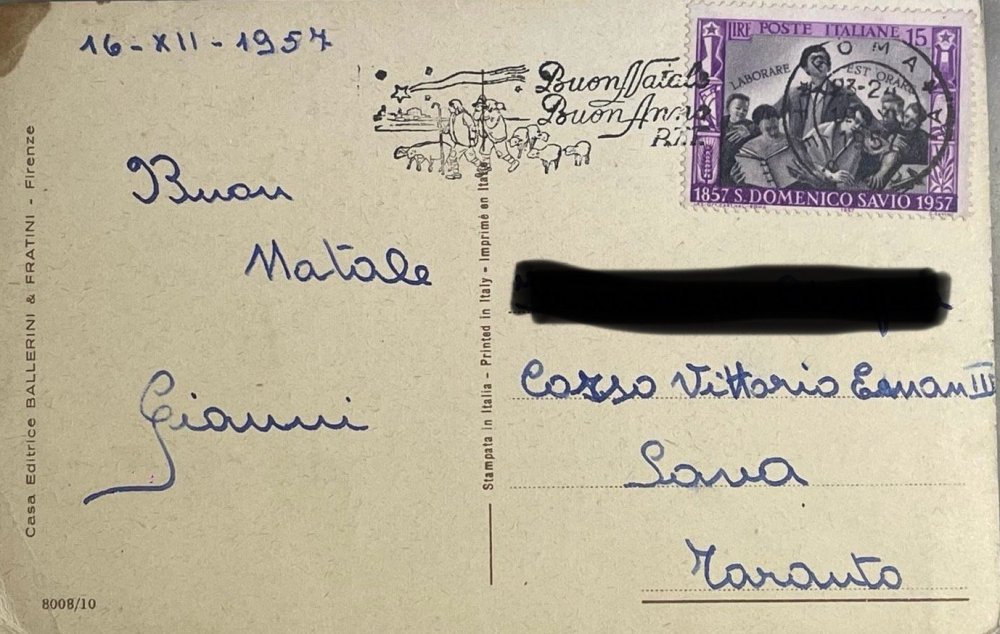 16-XII-1957
Buon Natale
Buon Anno
P.T.T.
LIRE POSTE ITALIANE 15
LABORARE EST ORARE
ROMA
1857 S. DOMENICO SAVIO 1957
Buon
Natale
Gianni
Corso Vittorio Eman III
Sava
Taranto
Casa Editrice BALLERINI & FRATINI - Firenze
Stampata in Italia - Printed in Italy - Imprimé en Italie
8008/10